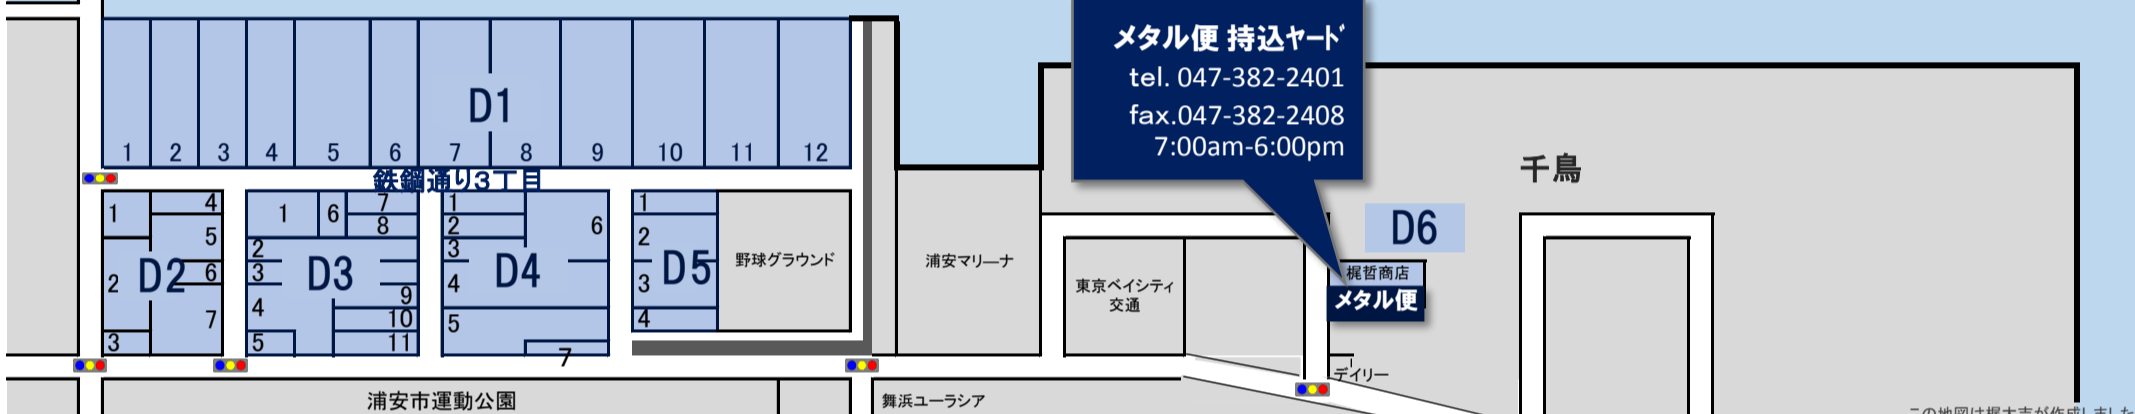 メタル便 持込ヤード
tel. 047-382-2401
fax.047-382-2408
7:00am-6:00pm
D1
1 2 3 4 5 6 7 8 9 10 11 12
鉄鋼通り3丁目
千鳥
D2
1
2
3
4
5
6
7
D3
1
2
3
4
5
6
7
8
9
10
11
D4
1
2
3
4
5
6
7
D5
1
2
3
4
野球グラウンド
浦安マリーナ
東京ベイシティ
交通
D6
梶哲商店
メタル便
デイリー
浦安市運動公園
舞浜ユーラシア